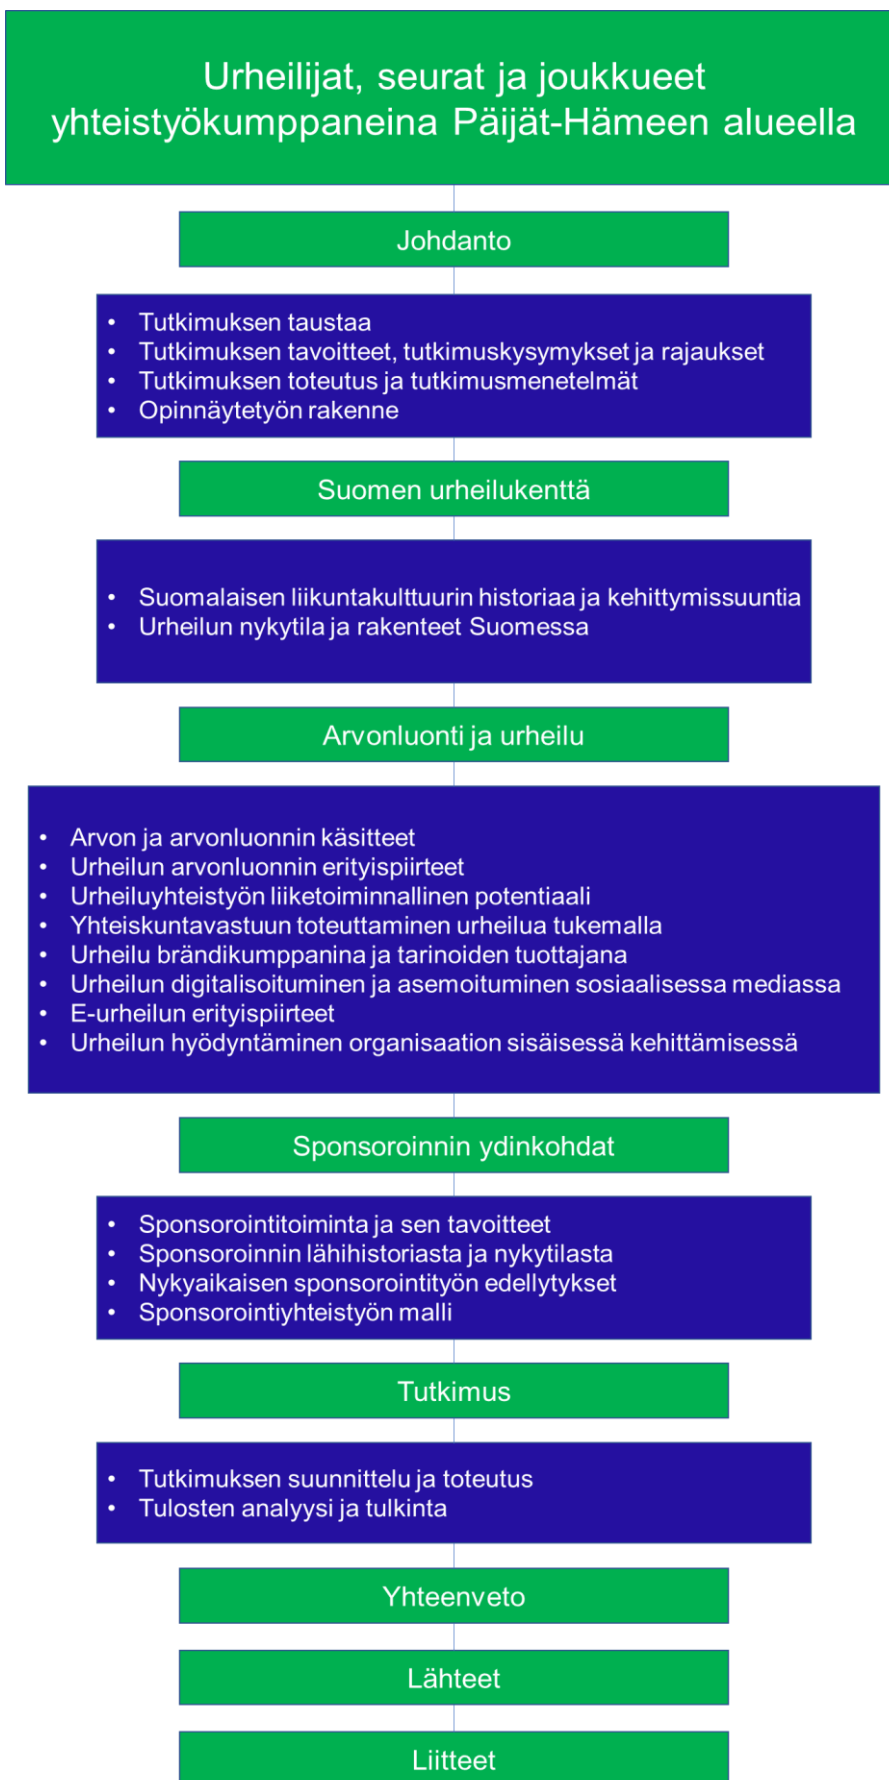 Urheilijat, seurat ja joukkueet
yhteistyökumppaneina Päijät-Hämeen alueella
Johdanto
• Tutkimuksen taustaa
• Tutkimuksen tavoitteet, tutkimuskysymykset ja rajaukset
• Tutkimuksen toteutus ja tutkimusmenetelmät
• Opinnäytetyön rakenne
Suomen urheilukenttä
• Suomalaisen liikuntakulttuurin historiaa ja kehittymissuuntia
• Urheilun nykytila ja rakenteet Suomessa
Arvonluonti ja urheilu
• Arvon ja arvonluonnin käsitteet
• Urheilun arvonluonnin erityispiirteet
• Urheiluyhteistyön liiketoiminnallinen potentiaali
• Yhteiskuntavastuun toteuttaminen urheilua tukemalla
• Urheilu brändikumppanina ja tarinoiden tuottajana
• Urheilun digitalisoituminen ja asemoituminen sosiaalisessa mediassa
• E-urheilun erityispiirteet
• Urheilun hyödyntäminen organisaation sisäisessä kehittämisessä
Sponsoroinnin ydinkohdat
• Sponsorointitoiminta ja sen tavoitteet
• Sponsoroinnin lähihistoriasta ja nykytilasta
• Nykyaikaisen sponsorointityön edellytykset
• Sponsorointiyhteistyön malli
Tutkimus
• Tutkimuksen suunnittelu ja toteutus
• Tulosten analyysi ja tulkinta
Yhteenveto
Lähteet
Liitteet